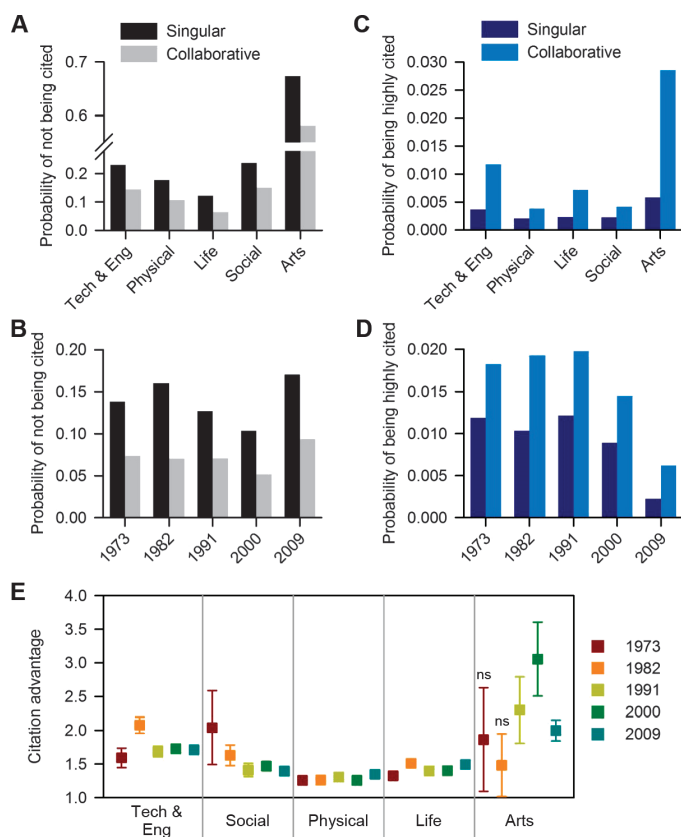 A
Singular
Collaborative
Probability of not being cited
0.7
0.6
0.2
0.1
0.0
Tech & Eng
Physical
Life
Social
Arts
C
Singular
Collaborative
Probability of being highly cited
0.030
0.025
0.020
0.015
0.010
0.005
0.000
Tech & Eng
Physical
Life
Social
Arts
B
Probability of not being cited
0.20
0.15
0.10
0.05
0.00
1973
1982
1991
2000
2009
D
Probability of being highly cited
0.020
0.015
0.010
0.005
0.000
1973
1982
1991
2000
2009
E
Citation advantage
4.0
3.5
3.0
2.5
2.0
1.5
1.0
ns
ns
Tech &
Eng
Social
Physical
Life
Arts
1973
1982
1991
2000
2009